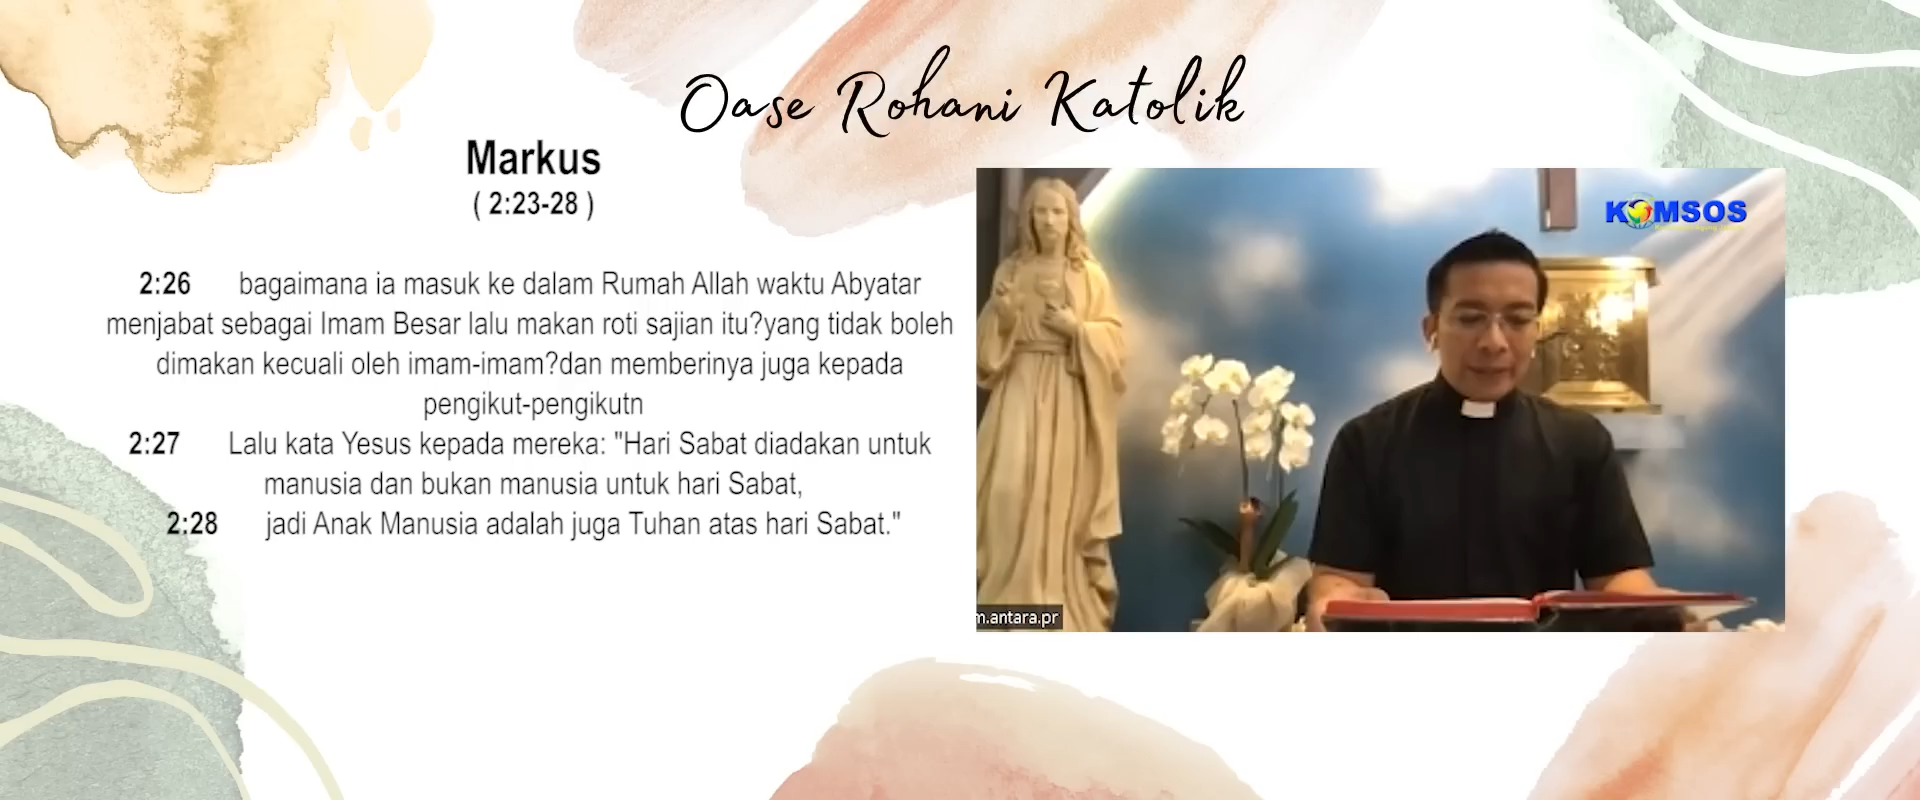 Oase Rohani Katolik
Markus
( 2:23-28 )
2:26 bagaimana ia masuk ke dalam Rumah Allah waktu Abyatar
menjabat sebagai Imam Besar lalu makan roti sajian itu?yang tidak boleh
dimakan kecuali oleh imam-imam?dan memberinya juga kepada
pengikut-pengikutn
2:27 Lalu kata Yesus kepada mereka: "Hari Sabat diadakan untuk
manusia dan bukan manusia untuk hari Sabat,
2:28 jadi Anak Manusia adalah juga Tuhan atas hari Sabat."
KOMSOS
m.antara.pr